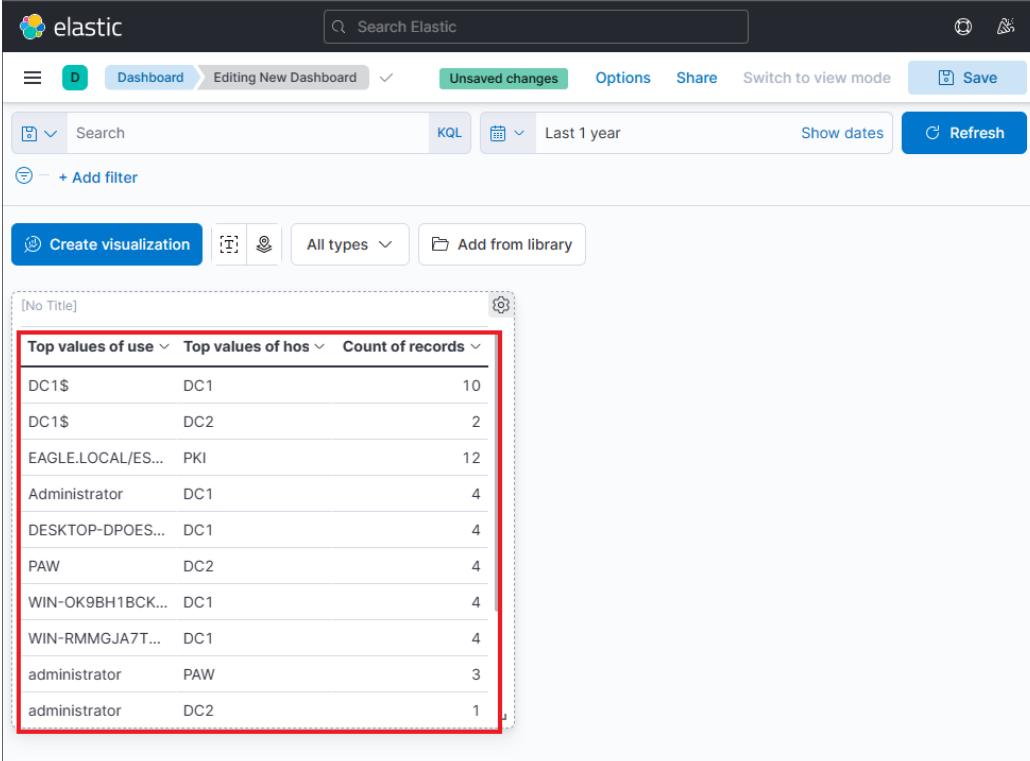 elastic Search Elastic
D Dashboard Editing New Dashboard Unsaved changes Options Share Switch to view mode Save
Search KQL Last 1 year Show dates Refresh
+ Add filter
Create visualization All types Add from library
[No Title]
Top values of use Top values of hos Count of records
DC1$ DC1 10
DC1$ DC2 2
EAGLE.LOCAL/ES... PKI 12
Administrator DC1 4
DESKTOP-DPOES... DC1 4
PAW DC2 4
WIN-OK9BH1BCK... DC1 4
WIN-RMMGJA7T... DC1 4
administrator PAW 3
administrator DC2 1